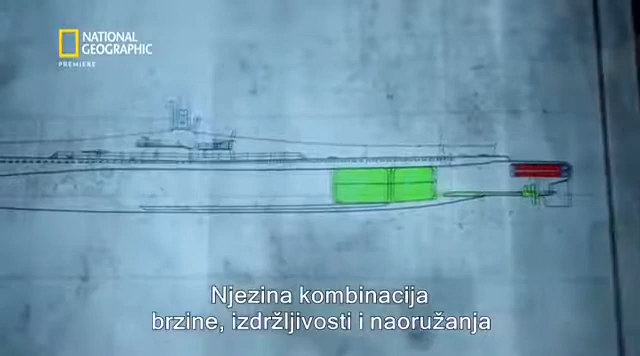 NATIONAL
GEOGRAPHIC
PREMIERE
Njezina kombinacija
brzine, izdržljivosti i naoružanja